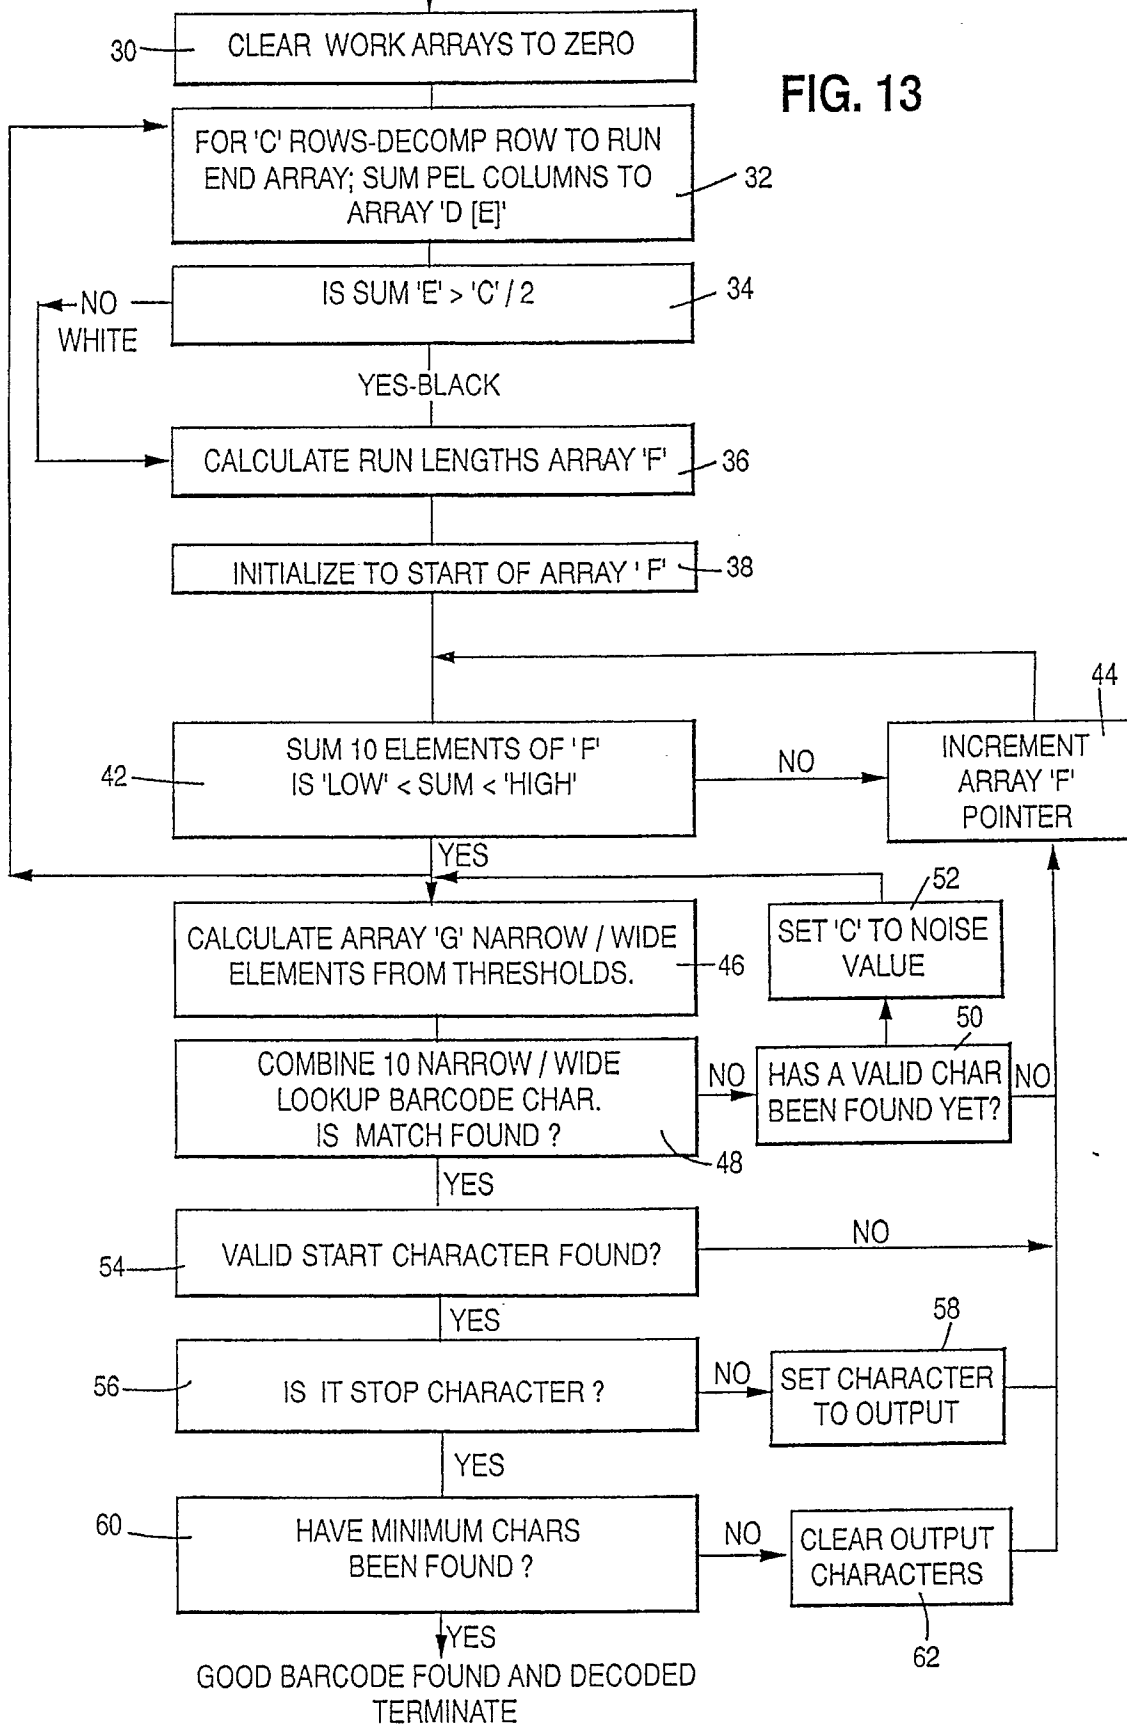 30
CLEAR WORK ARRAYS TO ZERO
FIG. 13
FOR 'C' ROWS-DECOMP ROW TO RUN
END ARRAY; SUM PEL COLUMNS TO
ARRAY 'D [E]'
32
IS SUM 'E' > 'C' / 2
34
NO
WHITE
YES-BLACK
CALCULATE RUN LENGTHS ARRAY 'F'
36
INITIALIZE TO START OF ARRAY 'F'
38
44
42
SUM 10 ELEMENTS OF 'F'
IS 'LOW' < SUM < 'HIGH'
NO
INCREMENT
ARRAY 'F'
POINTER
YES
52
CALCULATE ARRAY 'G' NARROW / WIDE
ELEMENTS FROM THRESHOLDS.
46
SET 'C' TO NOISE
VALUE
50
COMBINE 10 NARROW / WIDE
LOOKUP BARCODE CHAR.
IS MATCH FOUND ?
48
NO
HAS A VALID CHAR
BEEN FOUND YET?
NO
YES
54
VALID START CHARACTER FOUND?
NO
YES
58
56
IS IT STOP CHARACTER ?
NO
SET CHARACTER
TO OUTPUT
YES
60
HAVE MINIMUM CHARS
BEEN FOUND ?
NO
CLEAR OUTPUT
CHARACTERS
62
YES
GOOD BARCODE FOUND AND DECODED
TERMINATE